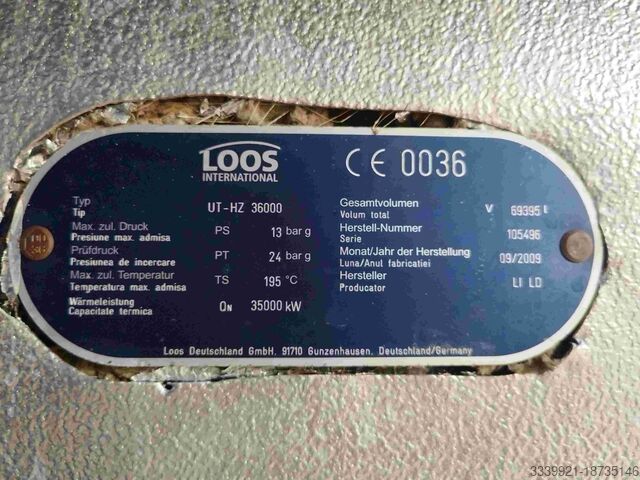 LOOS
INTERNATIONAL
CE 0036
Typ
Tip
UT-HZ 36000
Max. zul. Druck
Presiune max. admisa
PS 13 bar g
Prüfdruck
Presiunea de incercare
PT 24 bar g
Max. zul. Temperatur
Temperatura max. admisa
TS 195 °C
Wärmeleistung
Capacitate termica
QN 35000 kW
Gesamtvolumen
Volum total
V 69395 l
Herstell-Nummer
Serie
105496
Monat/Jahr der Herstellung
Luna/Anul fabricatiei
09/2009
Hersteller
Producator
LI LD
Loos Deutschland GmbH. 91710 Gunzenhausen. Deutschland/Germany
3339921-18735146